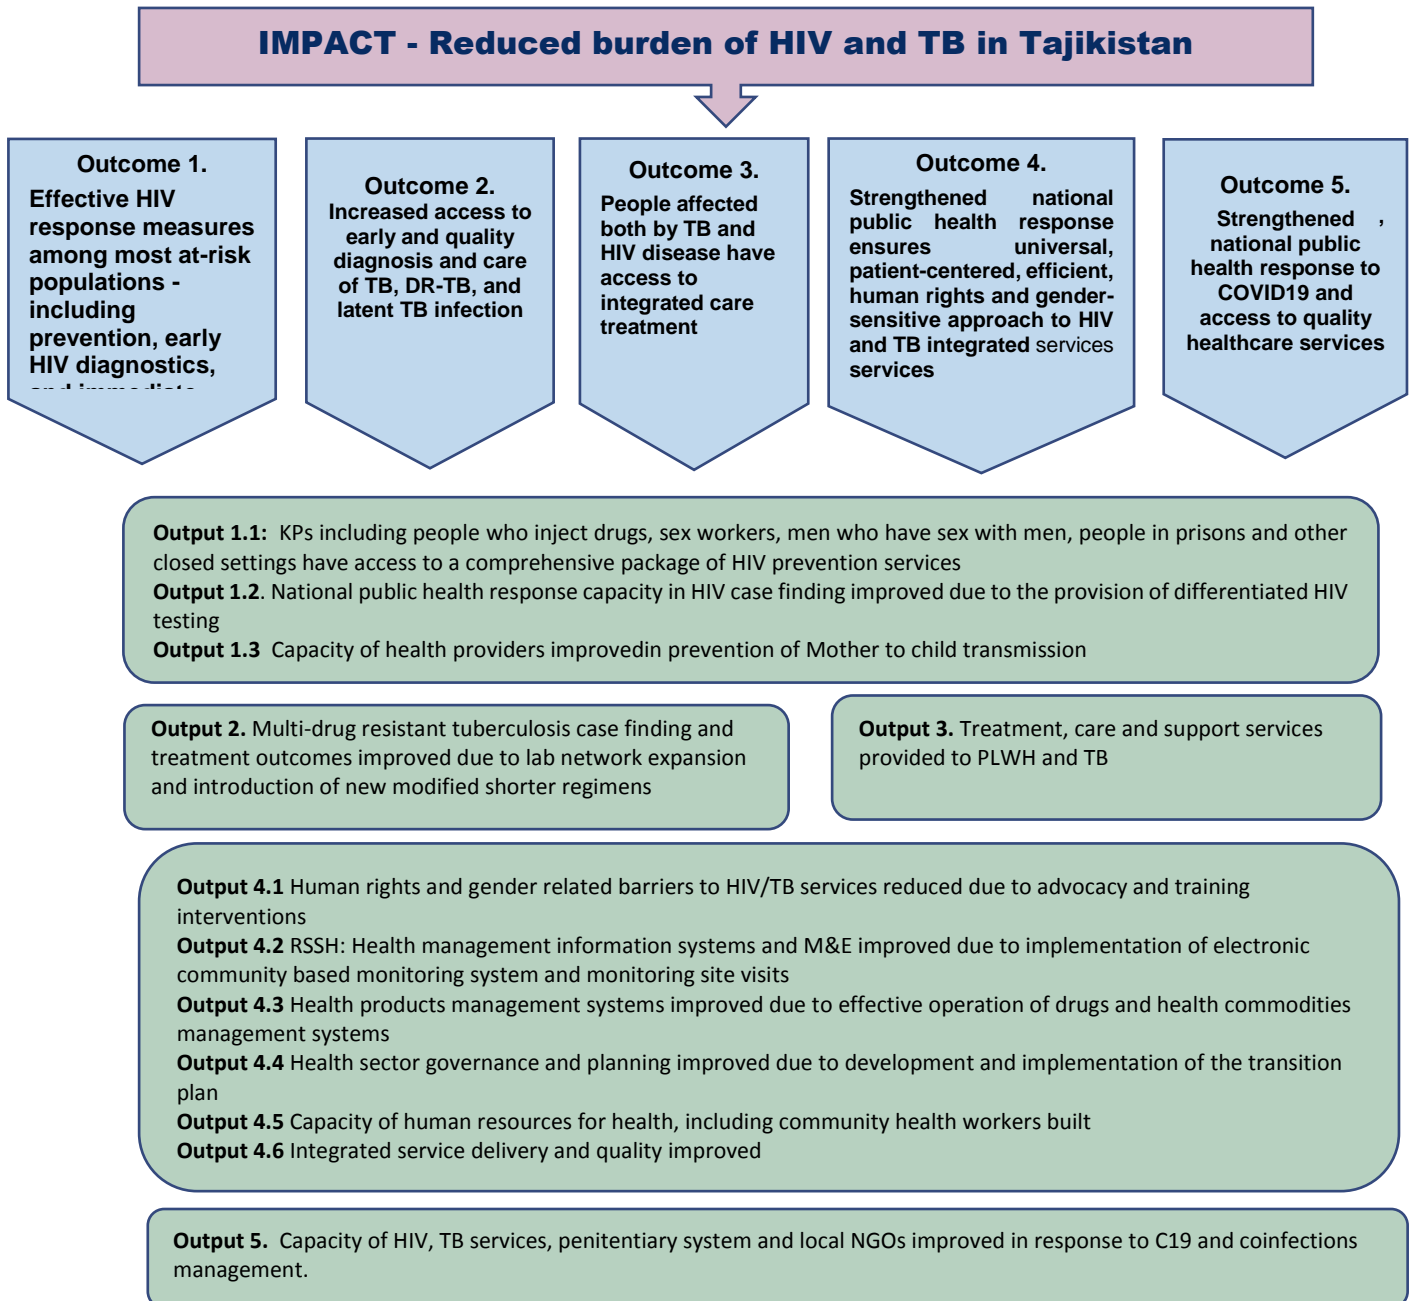 IMPACT - Reduced burden of HIV and TB in Tajikistan
Outcome 1.
Effective HIV
response measures
among most at-risk
populations -
including
prevention, early
HIV diagnostics,
and immediate
Outcome 2.
Increased access to
early and quality
diagnosis and care
of TB, DR-TB, and
latent TB infection
Outcome 3.
People affected
both by TB and
HIV disease have
access to
integrated care
treatment
Outcome 4.
Strengthened national
public health response
ensures universal,
patient-centered, efficient,
human rights and gender-
sensitive approach to HIV
and TB integrated services
services
Outcome 5.
Strengthened ,
national public
health response to
COVID19 and
access to quality
healthcare services
Output 1.1: KPs including people who inject drugs, sex workers, men who have sex with men, people in prisons and other
closed settings have access to a comprehensive package of HIV prevention services
Output 1.2. National public health response capacity in HIV case finding improved due to the provision of differentiated HIV
testing
Output 1.3 Capacity of health providers improvedin prevention of Mother to child transmission
Output 2. Multi-drug resistant tuberculosis case finding and
treatment outcomes improved due to lab network expansion
and introduction of new modified shorter regimens
Output 3. Treatment, care and support services
provided to PLWH and TB
Output 4.1 Human rights and gender related barriers to HIV/TB services reduced due to advocacy and training
interventions
Output 4.2 RSSH: Health management information systems and M&E improved due to implementation of electronic
community based monitoring system and monitoring site visits
Output 4.3 Health products management systems improved due to effective operation of drugs and health commodities
management systems
Output 4.4 Health sector governance and planning improved due to development and implementation of the transition
plan
Output 4.5 Capacity of human resources for health, including community health workers built
Output 4.6 Integrated service delivery and quality improved
Output 5. Capacity of HIV, TB services, penitentiary system and local NGOs improved in response to C19 and coinfections
management.